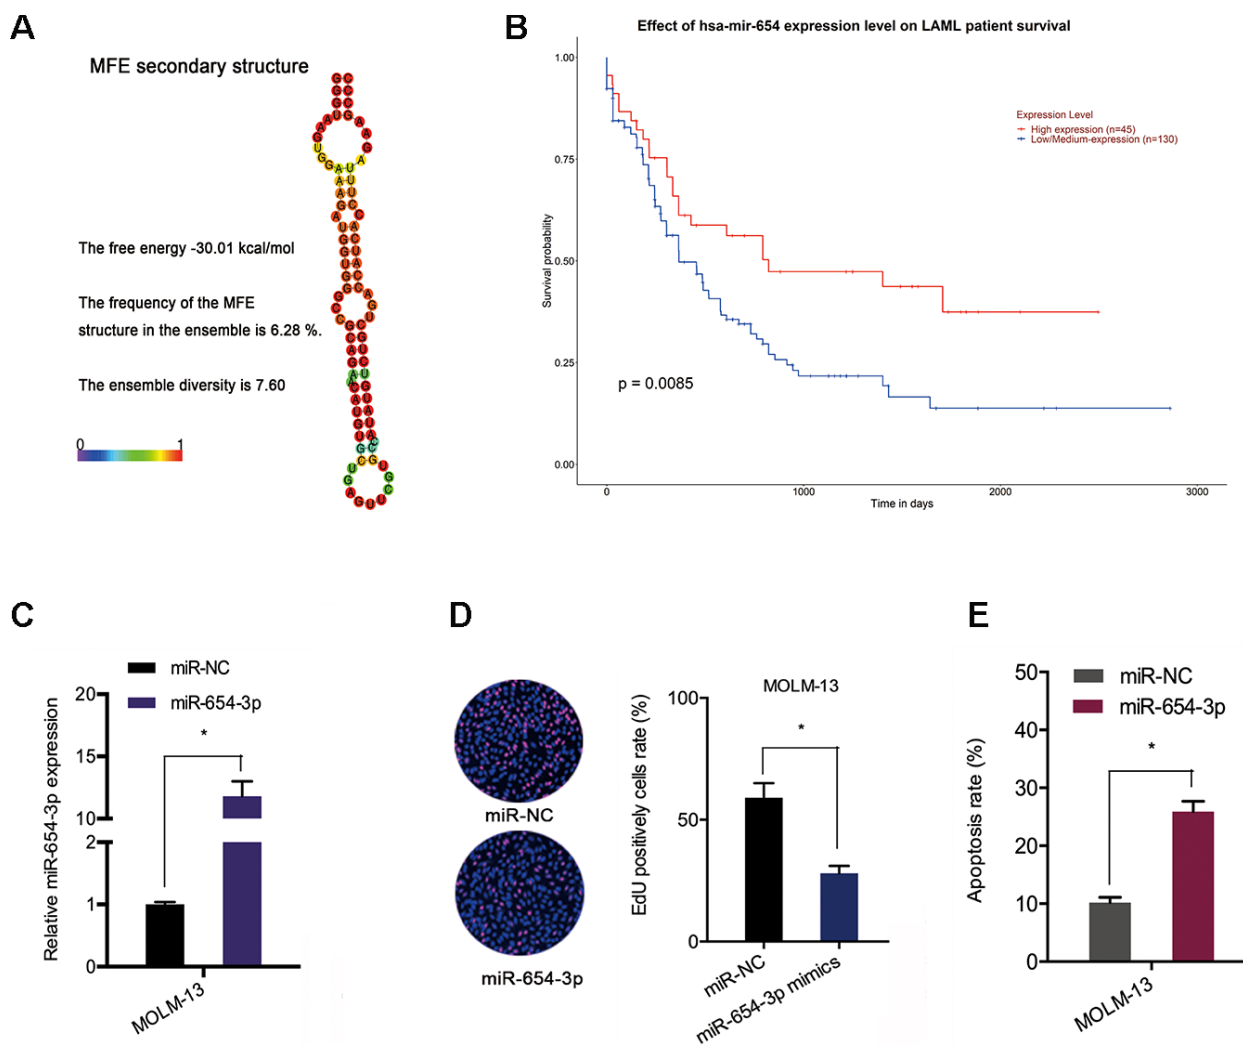 A
MFE secondary structure
The free energy -30.01 kcal/mol
The frequency of the MFE
structure in the ensemble is 6.28 %.
The ensemble diversity is 7.60
0 1
B
Effect of hsa-mir-654 expression level on LAML patient survival
Expression Level
High expression (n=45)
Low/Medium-expression (n=130)
Survival probability
1.00
0.75
0.50
0.25
0.00
p = 0.0085
0 1000 2000 3000
Time in days
C
miR-NC
miR-654-3p
Relative miR-654-3p expression
20
15
10
2
1
0
*
MOLM-13
D
miR-NC
miR-654-3p
MOLM-13
EdU positively cells rate (%)
100
50
0
*
miR-NC
miR-654-3p mimics
E
miR-NC
miR-654-3p
Apoptosis rate (%)
50
40
30
20
10
0
*
MOLM-13